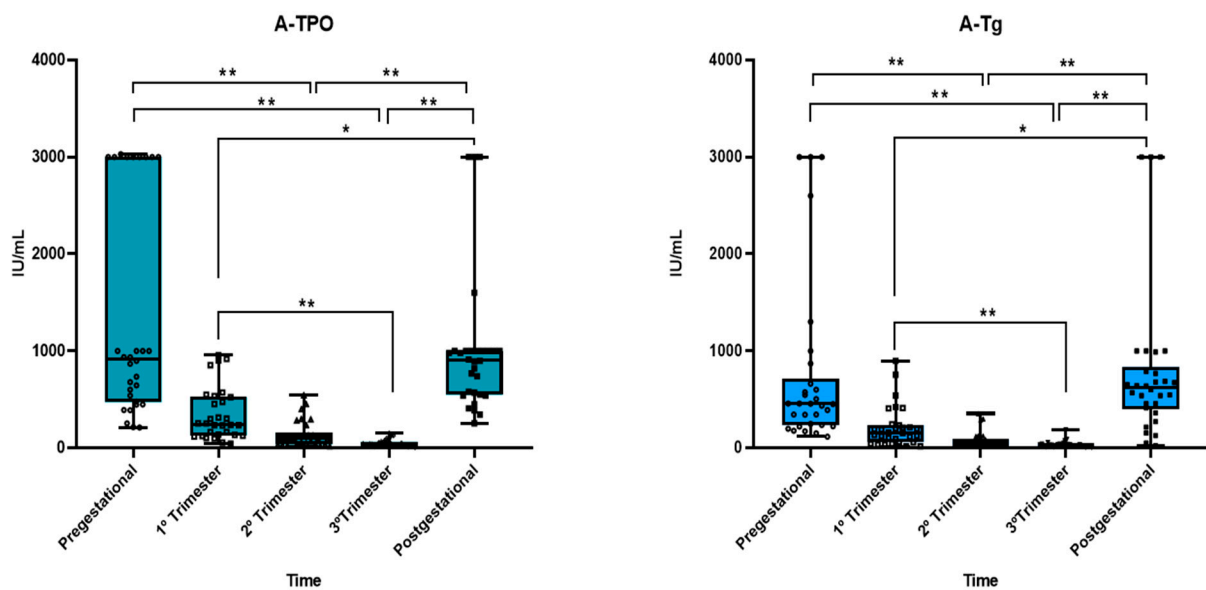 A-TPO
4000
3000
2000
1000
0
IU/mL
**
**
**
**
*
**
Pregestational
1º Trimester
2º Trimester
3ºTrimester
Postgestational
Time
A-Tg
4000
3000
2000
1000
0
IU/mL
**
**
**
**
*
**
Pregestational
1º Trimester
2º Trimester
3ºTrimester
Postgestational
Time